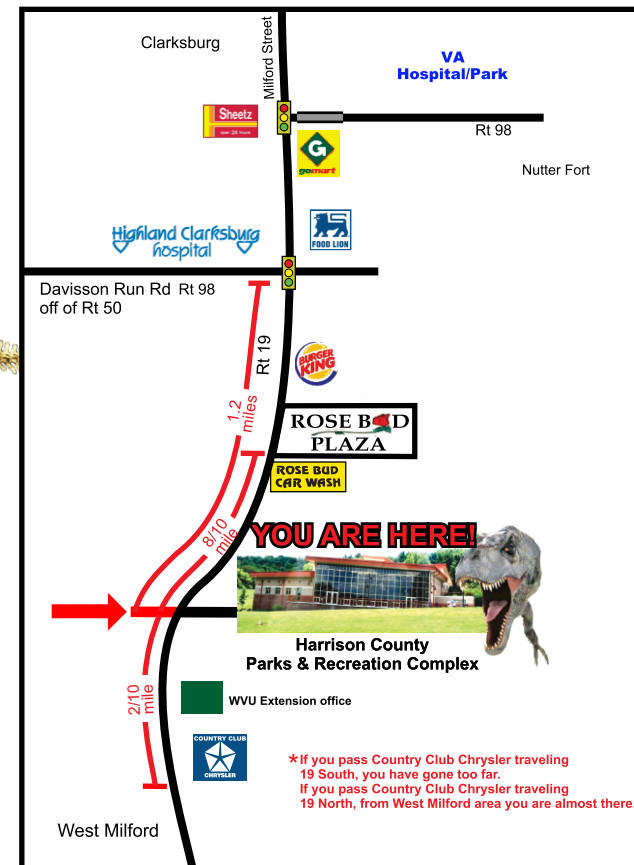 Clarksburg
Milford Street
VA
Hospital/Park
Sheetz
open 24 hours
Rt 98
G
gomart
Nutter Fort
Highland Clarksburg
hospital
FOOD LION
Davisson Run Rd Rt 98
off of Rt 50
Rt 19
BURGER
KING
1.2
miles
ROSE BUD
PLAZA
ROSE BUD
CAR WASH
8/10
mile
YOU ARE HERE!
Harrison County
Parks & Recreation Complex
2/10
mile
WVU Extension office
COUNTRY CLUB
CHRYSLER
*If you pass Country Club Chrysler traveling
19 South, you have gone too far.
If you pass Country Club Chrysler traveling
19 North, from West Milford area you are almost there.
West Milford